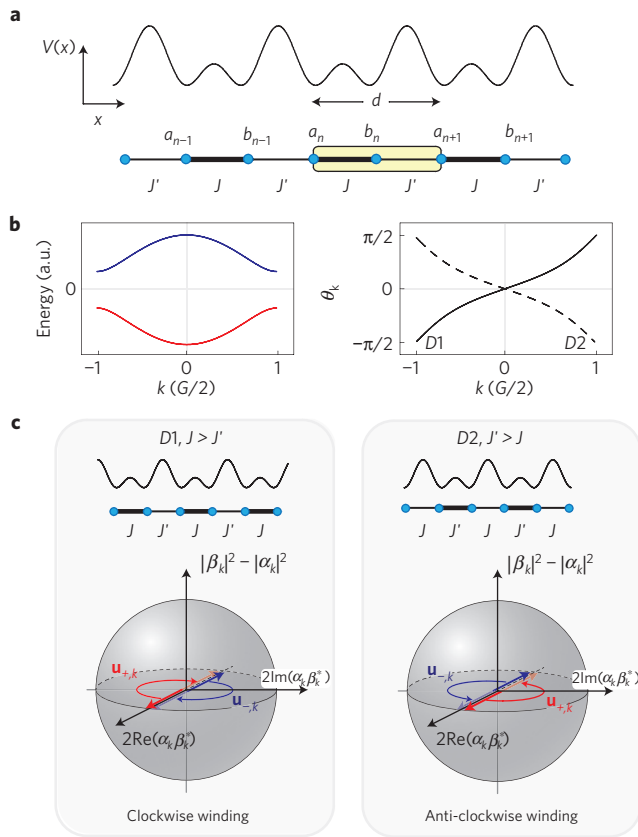 a
V(x)
x
d
a_{n−1} b_{n−1} a_n b_n a_{n+1} b_{n+1}
J' J J' J J' J J'
b
Energy (a.u.)
0
−1 0 1
k (G/2)
θ_k
π/2
0
−π/2
D1 D2
−1 0 1
k (G/2)
c
D1, J > J'
J J' J J' J
|β_k|² − |α_k|²
u_{+,k}
2Im(α_kβ_k^*)
u_{−,k}
2Re(α_kβ_k^*)
Clockwise winding
D2, J' > J
J J' J J' J
|β_k|² − |α_k|²
u_{−,k}
2Im(α_kβ_k^*)
u_{+,k}
2Re(α_kβ_k^*)
Anti-clockwise winding